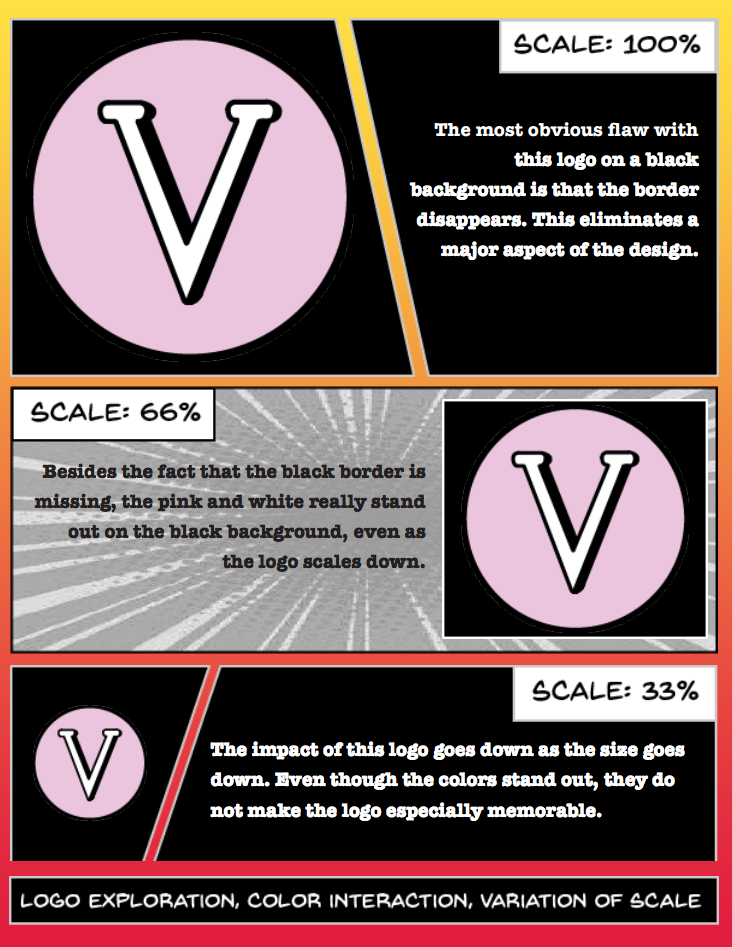 V
SCALE: 100%
The most obvious flaw with
this logo on a black
background is that the border
disappears. This eliminates a
major aspect of the design.
SCALE: 66%
Besides the fact that the black border is
missing, the pink and white really stand
out on the black background, even as
the logo scales down.
V
V
SCALE: 33%
The impact of this logo goes down as the size goes
down. Even though the colors stand out, they do
not make the logo especially memorable.
LOGO EXPLORATION, COLOR INTERACTION, VARIATION OF SCALE